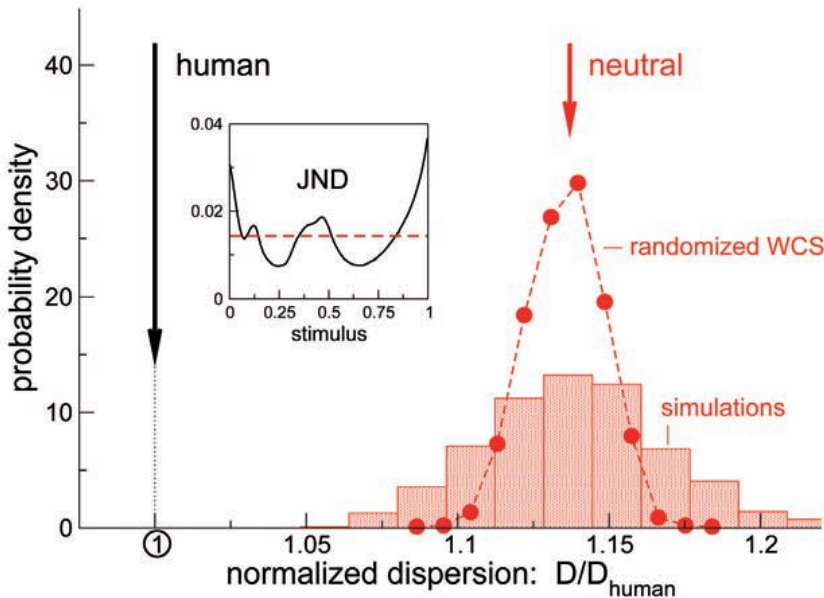 40
30
20
10
0
probability density
human
neutral
0.04
0.02
0
JND
0 0.25 0.5 0.75 1
stimulus
randomized WCS
simulations
1 1.05 1.1 1.15 1.2
normalized dispersion: D/D_human